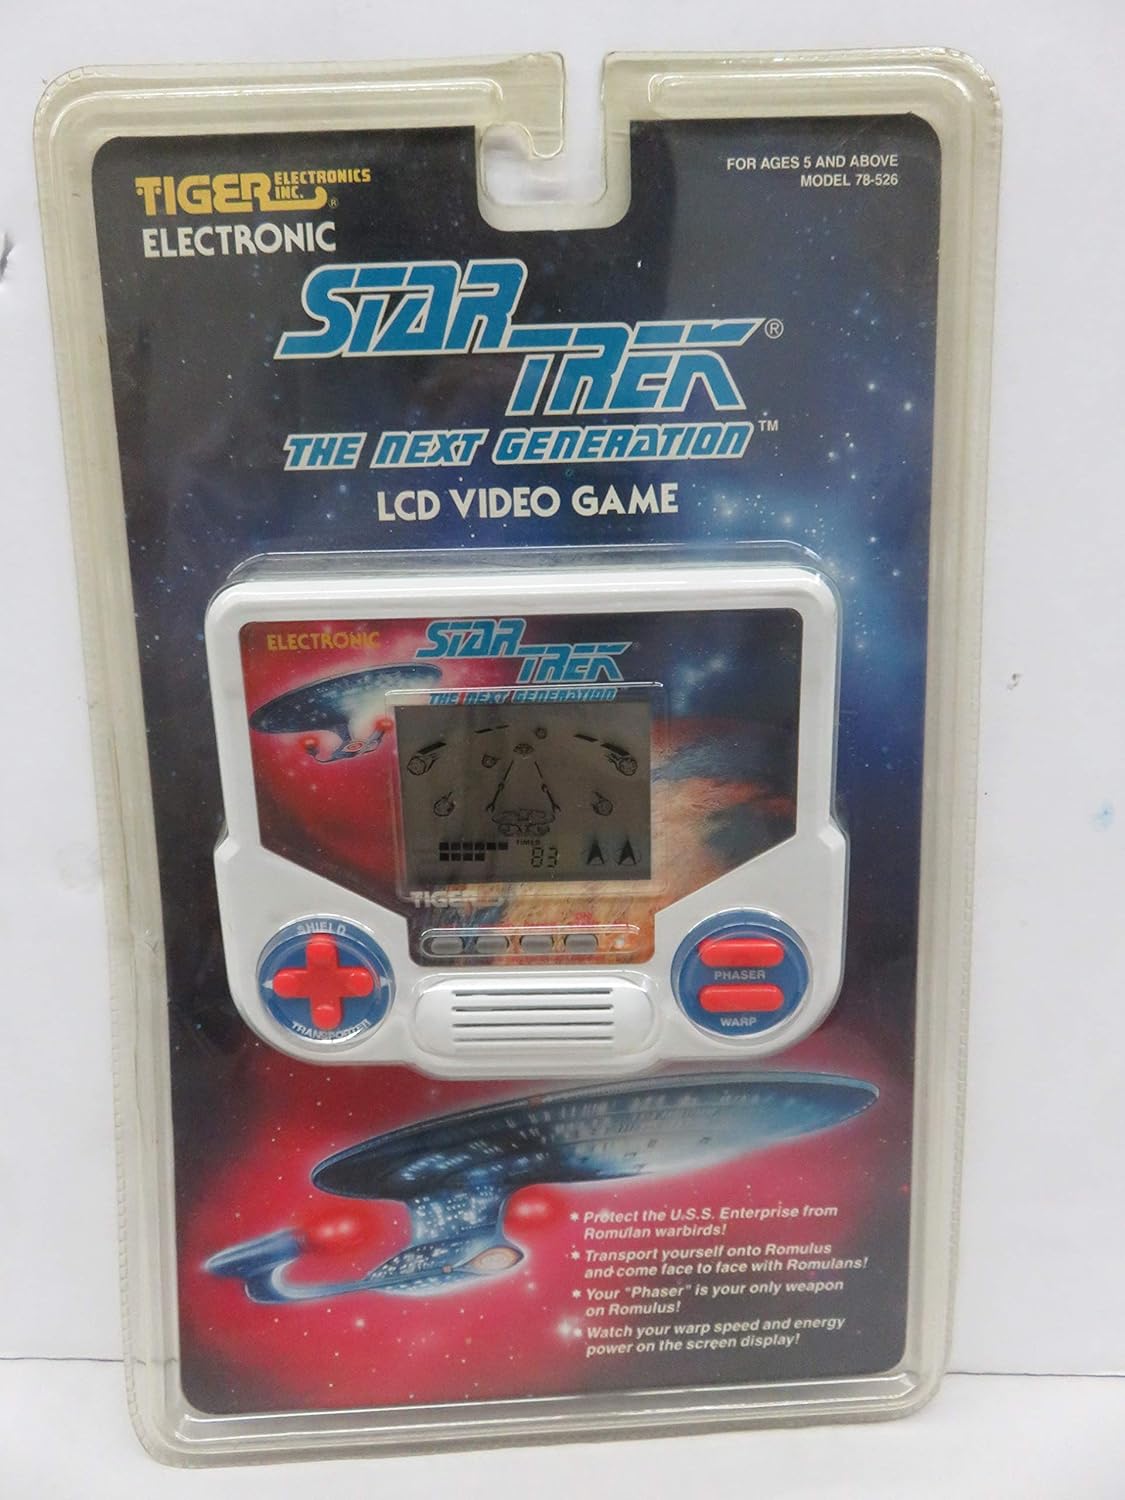 TIGER ELECTRONICS INC.®
ELECTRONIC
FOR AGES 5 AND ABOVE
MODEL 78-526
STAR
TREK®
THE NEXT GENERATION™
LCD VIDEO GAME
ELECTRONIC
STAR
TREK
THE NEXT GENERATION
TIMER
83
TIGER
ON
SHIELD
TRANSPORTER
PHASER
WARP
* Protect the U.S.S. Enterprise from
Romulan warbirds!
* Transport yourself onto Romulus
and come face to face with Romulans!
* Your "Phaser" is your only weapon
on Romulus!
* Watch your warp speed and energy
power on the screen display!